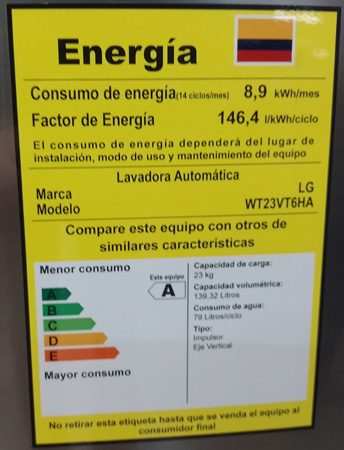 Energía
Consumo de energía(14 ciclos/mes) 8,9 kWh/mes
Factor de Energía 146,4 l/kWh/ciclo
El consumo de energía dependerá del lugar de
instalación, modo de uso y mantenimiento del equipo
Lavadora Automática
Marca LG
Modelo WT23VT6HA
Compare este equipo con otros de
similares características
Menor consumo
Este equipo
A
A
B
C
D
E
Mayor consumo
Capacidad de carga:
23 kg
Capacidad volumétrica:
139,32 Litros
Consumo de agua:
79 Litros/ciclo
Tipo:
Impulsor
Eje Vertical
No retirar esta etiqueta hasta que se venda el equipo al
consumidor final